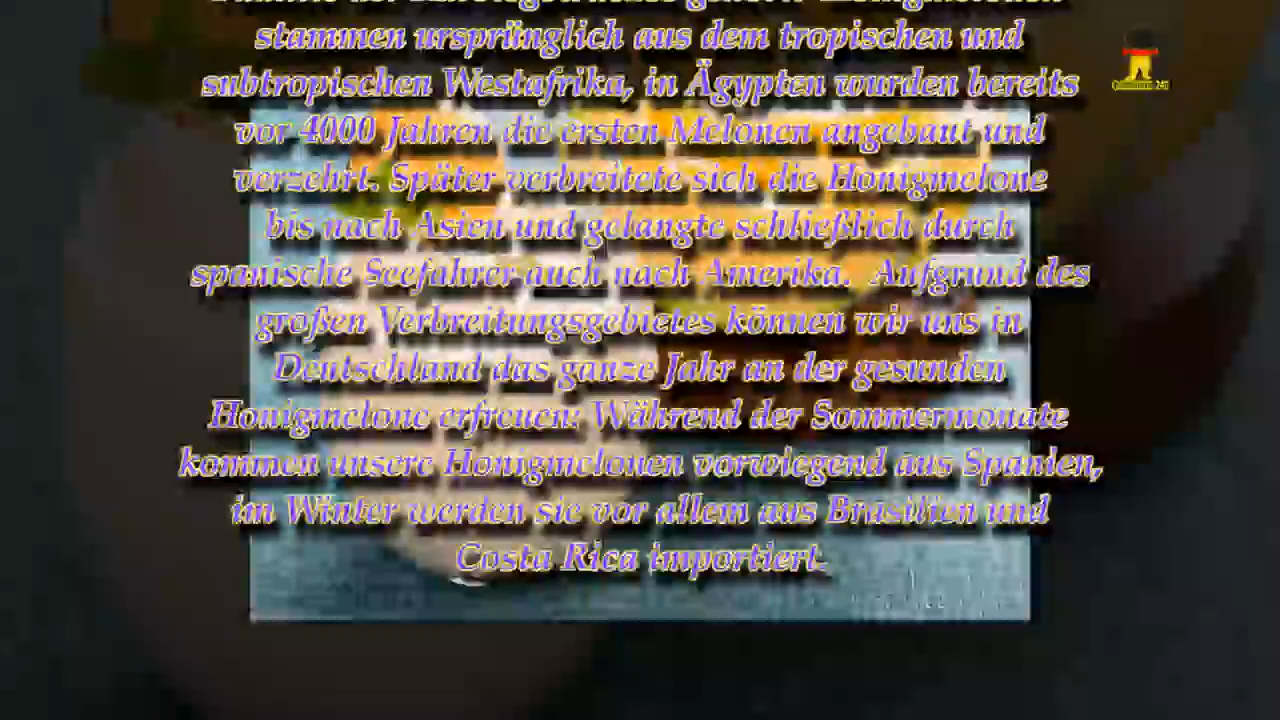 stammen ursprünglich aus dem tropischen und
subtropischen Westafrika, in Ägypten wurden bereits
vor 4000 Jahren die ersten Melonen angebaut und
verzehrt. Später verbreitete sich die Honigmelone
bis nach Asien und gelangte schließlich durch
spanische Seefahrer auch nach Amerika. Aufgrund des
großen Verbreitungsgebietes können wir uns in
Deutschland das ganze Jahr an der gesunden
Honigmelone erfreuen: Während der Sommermonate
kommen unsere Honigmelonen vorwiegend aus Spanien,
im Winter werden sie vor allem aus Brasilien und
Costa Rica importiert.